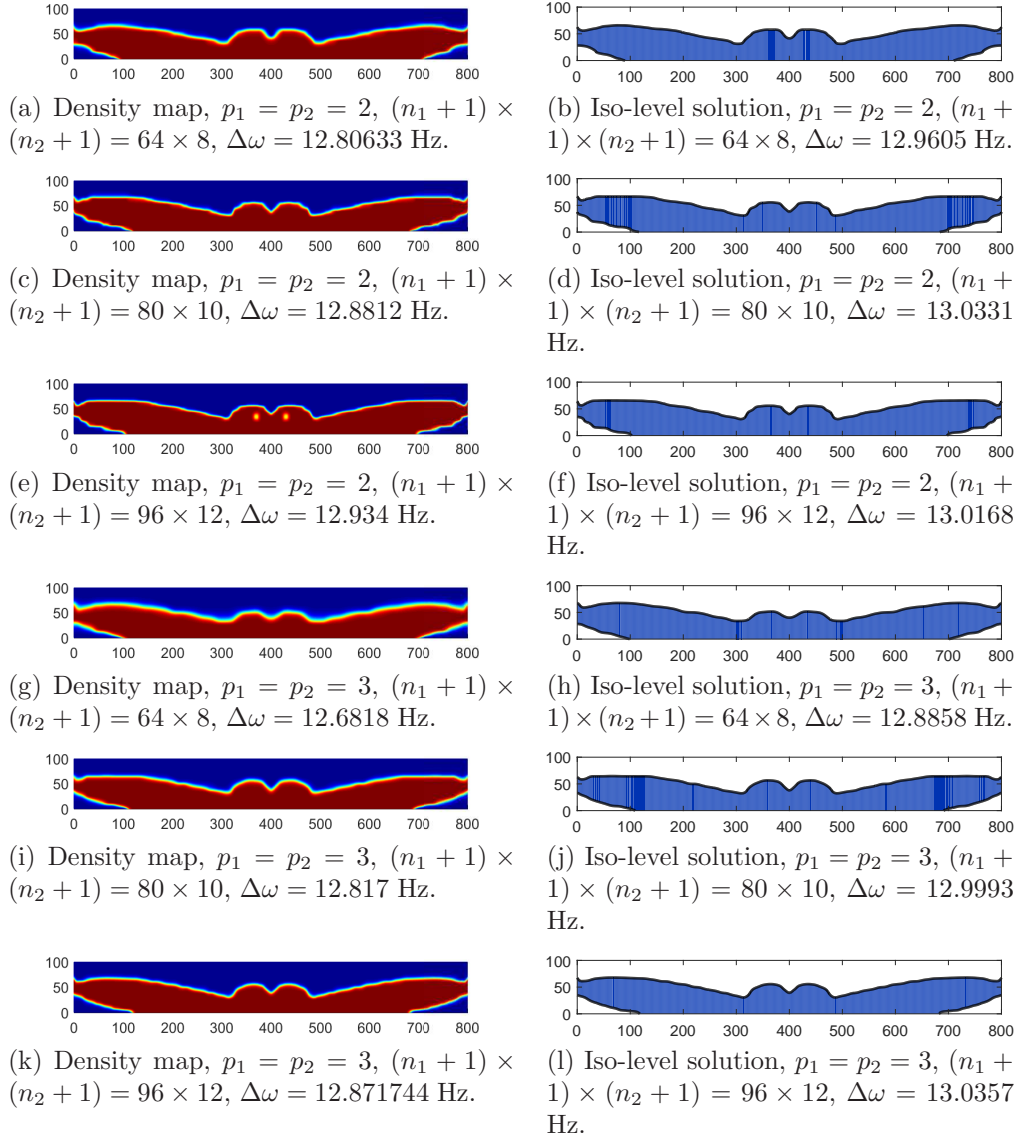 100
50
0
0 100 200 300 400 500 600 700 800
(a) Density map, p₁ = p₂ = 2, (n₁ + 1) ×
(n₂ + 1) = 64 × 8, Δω = 12.80633 Hz.
100
50
0
0 100 200 300 400 500 600 700 800
(b) Iso-level solution, p₁ = p₂ = 2, (n₁ +
1) × (n₂ + 1) = 64 × 8, Δω = 12.9605 Hz.
100
50
0
0 100 200 300 400 500 600 700 800
(c) Density map, p₁ = p₂ = 2, (n₁ + 1) ×
(n₂ + 1) = 80 × 10, Δω = 12.8812 Hz.
100
50
0
0 100 200 300 400 500 600 700 800
(d) Iso-level solution, p₁ = p₂ = 2, (n₁ +
1) × (n₂ + 1) = 80 × 10, Δω = 13.0331
Hz.
100
50
0
0 100 200 300 400 500 600 700 800
(e) Density map, p₁ = p₂ = 2, (n₁ + 1) ×
(n₂ + 1) = 96 × 12, Δω = 12.934 Hz.
100
50
0
0 100 200 300 400 500 600 700 800
(f) Iso-level solution, p₁ = p₂ = 2, (n₁ +
1) × (n₂ + 1) = 96 × 12, Δω = 13.0168
Hz.
100
50
0
0 100 200 300 400 500 600 700 800
(g) Density map, p₁ = p₂ = 3, (n₁ + 1) ×
(n₂ + 1) = 64 × 8, Δω = 12.6818 Hz.
100
50
0
0 100 200 300 400 500 600 700 800
(h) Iso-level solution, p₁ = p₂ = 3, (n₁ +
1) × (n₂ + 1) = 64 × 8, Δω = 12.8858 Hz.
100
50
0
0 100 200 300 400 500 600 700 800
(i) Density map, p₁ = p₂ = 3, (n₁ + 1) ×
(n₂ + 1) = 80 × 10, Δω = 12.817 Hz.
100
50
0
0 100 200 300 400 500 600 700 800
(j) Iso-level solution, p₁ = p₂ = 3, (n₁ +
1) × (n₂ + 1) = 80 × 10, Δω = 12.9993
Hz.
100
50
0
0 100 200 300 400 500 600 700 800
(k) Density map, p₁ = p₂ = 3, (n₁ + 1) ×
(n₂ + 1) = 96 × 12, Δω = 12.871744 Hz.
100
50
0
0 100 200 300 400 500 600 700 800
(l) Iso-level solution, p₁ = p₂ = 3, (n₁ +
1) × (n₂ + 1) = 96 × 12, Δω = 13.0357
Hz.